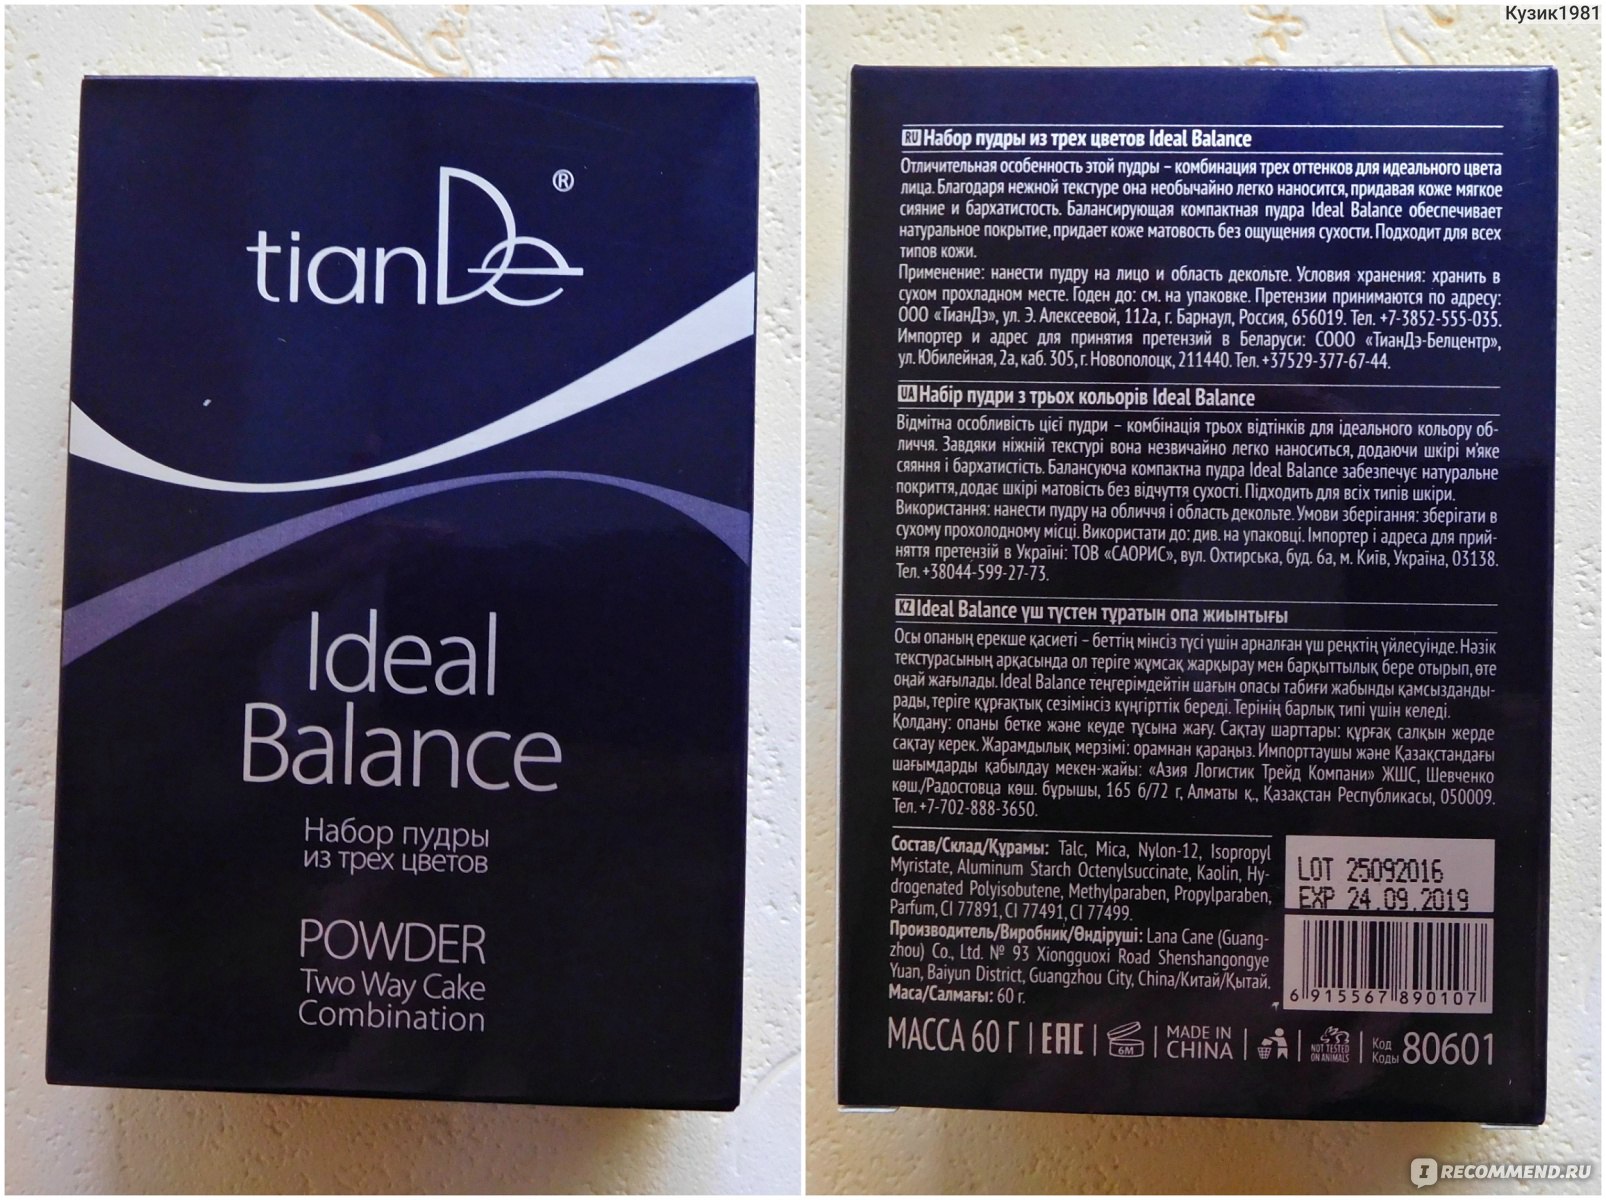 Кузик1981
tianDe®
Ideal
Balance
Набор пудры
из трех цветов
POWDER
Two Way Cake
Combination
RU Набор пудры из трех цветов Ideal Balance
Отличительная особенность этой пудры – комбинация трех оттенков для идеального цвета
лица. Благодаря нежной текстуре она необычайно легко наносится, придавая коже мягкое
сияние и бархатистость. Балансирующая компактная пудра Ideal Balance обеспечивает
натуральное покрытие, придает коже матовость без ощущения сухости. Подходит для всех
типов кожи.
Применение: нанести пудру на лицо и область декольте. Условия хранения: хранить в
сухом прохладном месте. Годен до: см. на упаковке. Претензии принимаются по адресу:
ООО «ТианДэ», ул. Э. Алексеевой, 112а, г. Барнаул, Россия, 656019. Тел. +7-3852-555-035.
Импортер и адрес для принятия претензий в Беларуси: СООО «ТианДэ-Белцентр»,
ул. Юбилейная, 2а, каб. 305, г. Новополоцк, 211440. Тел. +37529-377-67-44.
UA Набір пудри з трьох кольорів Ideal Balance
Відмітна особливість цієї пудри – комбінація трьох відтінків для ідеального кольору об-
личчя. Завдяки ніжній текстурі вона незвичайно легко наноситься, додаючи шкірі м'яке
сяяння і бархатистість. Балансуюча компактна пудра Ideal Balance забезпечує натуральне
покриття, додає шкірі матовість без відчуття сухості. Підходить для всіх типів шкіри.
Використання: нанести пудру на обличчя і область декольте. Умови зберігання: зберігати в
сухому прохолодному місці. Використати до: див. на упаковці. Імпортер і адреса для прий-
няття претензій в Україні: ТОВ «САОРИС», вул. Охтирська, буд. 6а, м. Київ, Україна, 03138.
Тел. +38044-599-27-73.
KZ Ideal Balance үш түстен тұратын опа жиынтығы
Осы опаның ерекше қасиеті – беттің мінсіз түсі үшін арналған үш реңктің үйлесуінде. Нәзік
текстурасының арқасында ол теріге жұмсақ жарқырау мен барқыттылық бере отырып, өте
оңай жағылады. Ideal Balance теңгерімдейтін шағын опасы табиғи жабынды қамсыздан­ды-
рады, теріге құрғақтық сезімінсіз күңгірттік береді. Терінің барлық типі үшін келеді.
Қолдану: опаны бетке және кеуде тұсына жағу. Сақтау шарттары: құрғақ салқын жерде
сақтау керек. Жарамдылық мерзімі: орамнан қараңыз. Импорттаушы және Қазақстандағы
шағымдарды қабылдау мекен-жайы: «Азия Логистик Трейд Компани» ЖШС, Шевченко
көш./Радостовца көш. бұрышы, 165 б/72 г, Алматы қ., Қазақстан Республикасы, 050009.
Тел. +7-702-888-3650.
Состав/Склад/Құрамы: Talc, Mica, Nylon-12, Isopropyl
Myristate, Aluminum Starch Octenylsuccinate, Kaolin, Hy-
drogenated Polyisobutene, Methylparaben, Propylparaben,
Parfum, CI 77891, CI 77491, CI 77499.
Производитель/Виробник/Өндіруші: Lana Cane (Guang-
zhou) Co., Ltd. № 93 Xiongguoxi Road Shenshangongye
Yuan, Baiyun District, Guangzhou City, China/Китай/Қытай.
Маса/Салмағы: 60 г.
LOT 25092016
EXP 24.09.2019
6 915567 890107
МАССА 60 Г | EAC | 6M | MADE IN CHINA | NOT TESTED ON ANIMALS | Код Коды 80601
I RECOMMEND.RU